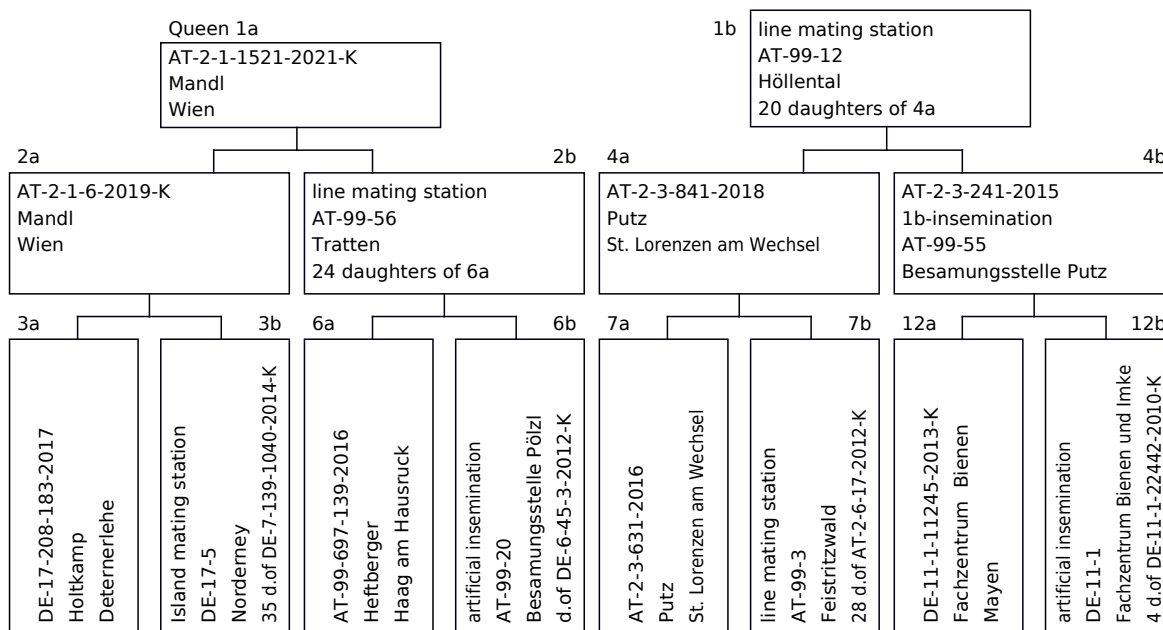 Queen 1a
AT-2-1-1521-2021-K
Mandl
Wien
1b
line mating station
AT-99-12
Höllental
20 daughters of 4a
2a
AT-2-1-6-2019-K
Mandl
Wien
2b
line mating station
AT-99-56
Tratten
24 daughters of 6a
4a
AT-2-3-841-2018
Putz
St. Lorenzen am Wechsel
4b
AT-2-3-241-2015
1b-insemination
AT-99-55
Besamungsstelle Putz
3a
DE-17-208-183-2017
Holtkamp
Deternerlehe
3b
Island mating station
DE-17-5
Norderney
35 d.of DE-7-139-1040-2014-K
6a
AT-99-697-139-2016
Heftberger
Haag am Hausruck
6b
artificial insemination
AT-99-20
Besamungsstelle Pölzl
d.of DE-6-45-3-2012-K
7a
AT-2-3-631-2016
Putz
St. Lorenzen am Wechsel
7b
line mating station
AT-99-3
Feistritzwald
28 d.of AT-2-6-17-2012-K
12a
DE-11-1-11245-2013-K
Fachzentrum Bienen
Mayen
12b
artificial insemination
DE-11-1
Fachzentrum Bienen und Imke
4 d.of DE-11-1-22442-2010-K